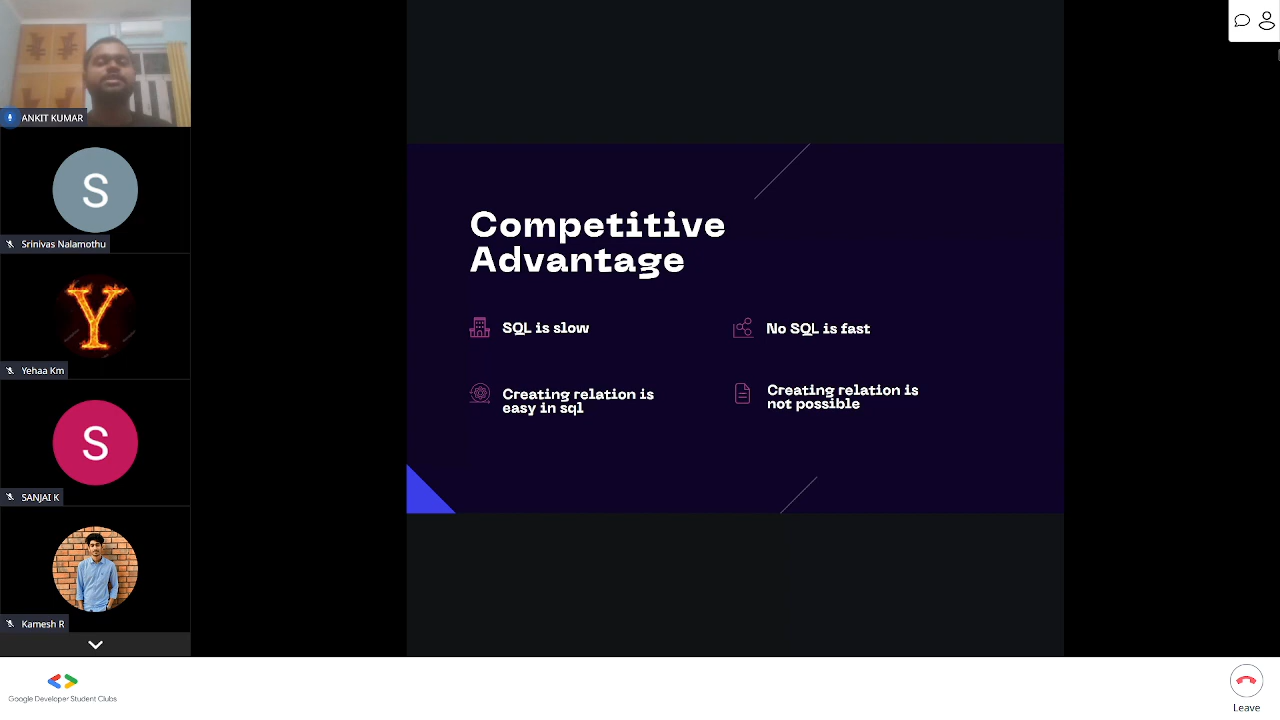 ANKIT KUMAR
S
Srinivas Nalamothu
Y
Yehaa Km
S
SANJAI K
Kamesh R
Competitive
Advantage
SQL is slow
No SQL is fast
Creating relation is
easy in sql
Creating relation is
not possible
Google Developer Student Clubs
Leave